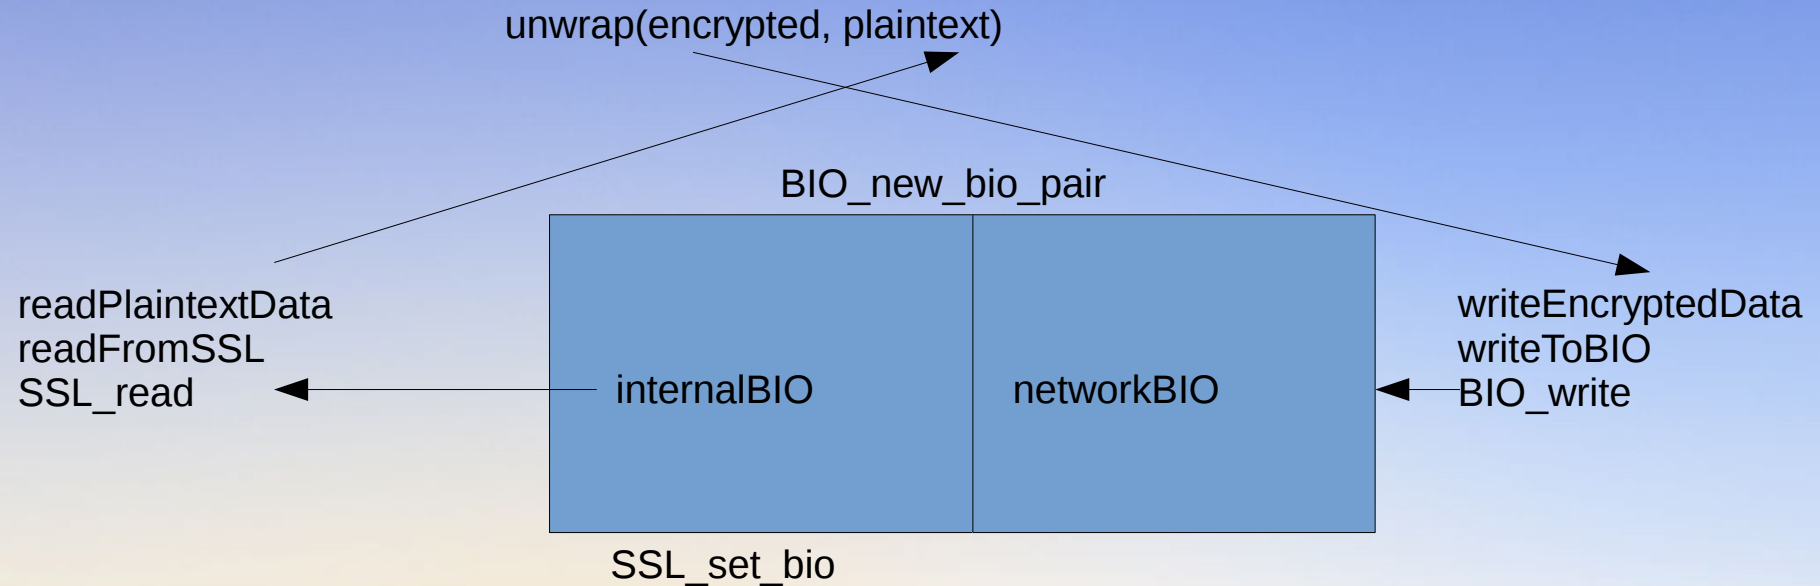 unwrap(encrypted, plaintext)
BIO_new_bio_pair
readPlaintextData
readFromSSL
SSL_read
internalBIO
networkBIO
writeEncryptedData
writeToBIO
BIO_write
SSL_set_bio